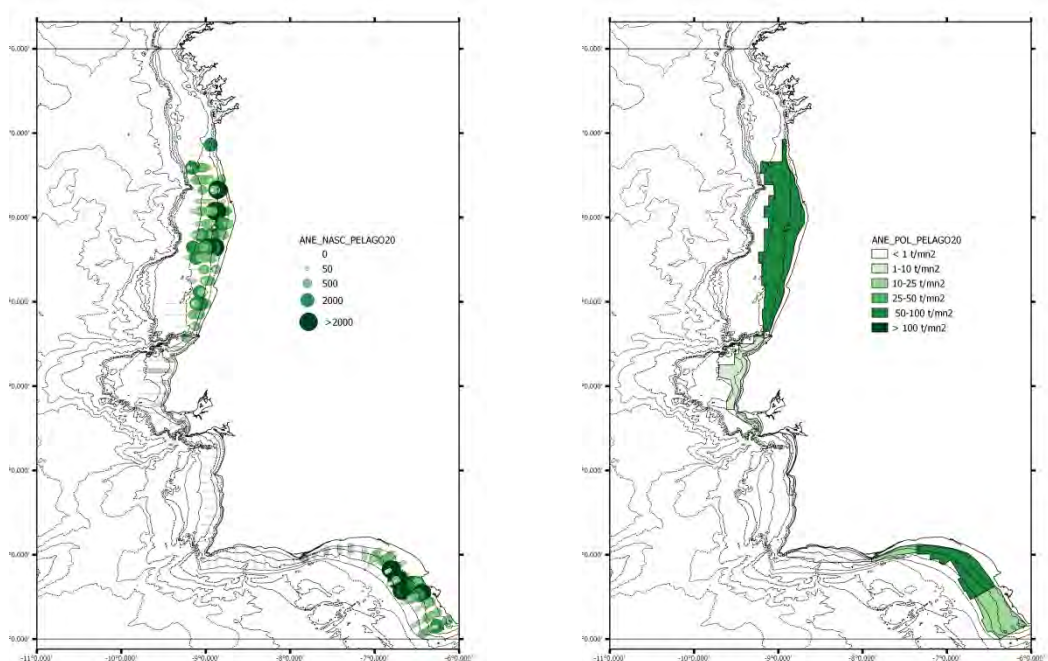 ANE_NASC_PELAGO20
0
50
500
2000
>2000
-11°0.000'
-10°0.000'
-9°0.000'
-8°0.000'
-7°0.000'
-6°0.000'
ANE_POL_PELAGO20
< 1 t/mn2
1-10 t/mn2
10-25 t/mn2
25-50 t/mn2
50-100 t/mn2
> 100 t/mn2
-11°0.000'
-10°0.000'
-9°0.000'
-8°0.000'
-7°0.000'
-6°0.000'